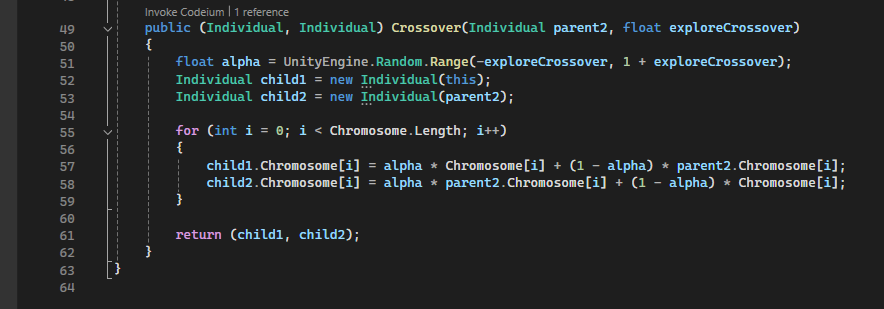 Invoke Codeium | 1 reference
49 public (Individual, Individual) Crossover(Individual parent2, float exploreCrossover)
50 {
51 float alpha = UnityEngine.Random.Range(-exploreCrossover, 1 + exploreCrossover);
52 Individual child1 = new Individual(this);
53 Individual child2 = new Individual(parent2);
54
55 for (int i = 0; i < Chromosome.Length; i++)
56 {
57 child1.Chromosome[i] = alpha * Chromosome[i] + (1 - alpha) * parent2.Chromosome[i];
58 child2.Chromosome[i] = alpha * parent2.Chromosome[i] + (1 - alpha) * Chromosome[i];
59 }
60
61 return (child1, child2);
62 }
63 }
64